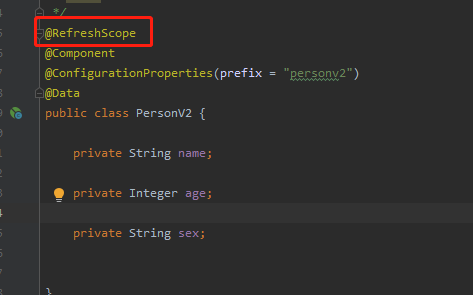 */
@RefreshScope
@Component
@ConfigurationProperties(prefix = "personv2")
@Data
public class PersonV2 {
private String name;
private Integer age;
private String sex;
}